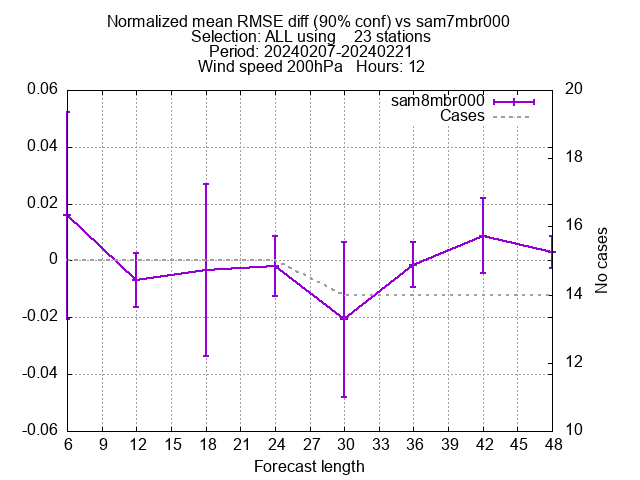 Normalized mean RMSE diff (90% conf) vs sam7mbr000
Selection: ALL using    23 stations
Period: 20240207-20240221
Wind speed 200hPa   Hours: 12
sam8mbr000
Cases
0.06
0.04
0.02
0
-0.02
-0.04
-0.06
20
18
16
14
12
10
No cases
6 9 12 15 18 21 24 27 30 33 36 39 42 45 48
Forecast length